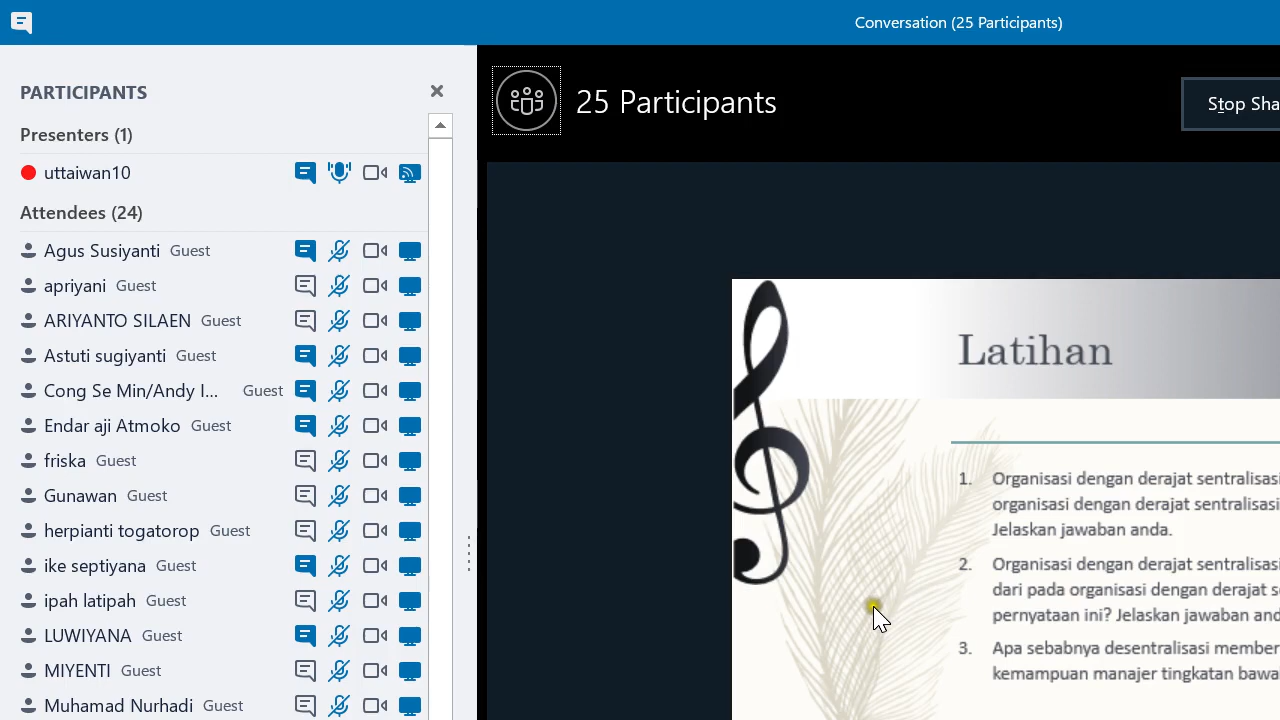 Conversation (25 Participants)
PARTICIPANTS
Presenters (1)
uttaiwan10
Attendees (24)
Agus Susiyanti Guest
apriyani Guest
ARIYANTO SILAEN Guest
Astuti sugiyanti Guest
Cong Se Min/Andy I... Guest
Endar aji Atmoko Guest
friska Guest
Gunawan Guest
herpianti togatorop Guest
ike septiyana Guest
ipah latipah Guest
LUWIYANA Guest
MIYENTI Guest
Muhamad Nurhadi Guest
25 Participants
Stop Sha
Latihan
1. Organisasi dengan derajat sentralisasi
organisasi dengan derajat sentralisasi
Jelaskan jawaban anda.
2. Organisasi dengan derajat sentralisasi
dari pada organisasi dengan derajat se
pernyataan ini? Jelaskan jawaban and
3. Apa sebabnya desentralisasi member
kemampuan manajer tingkatan bawa